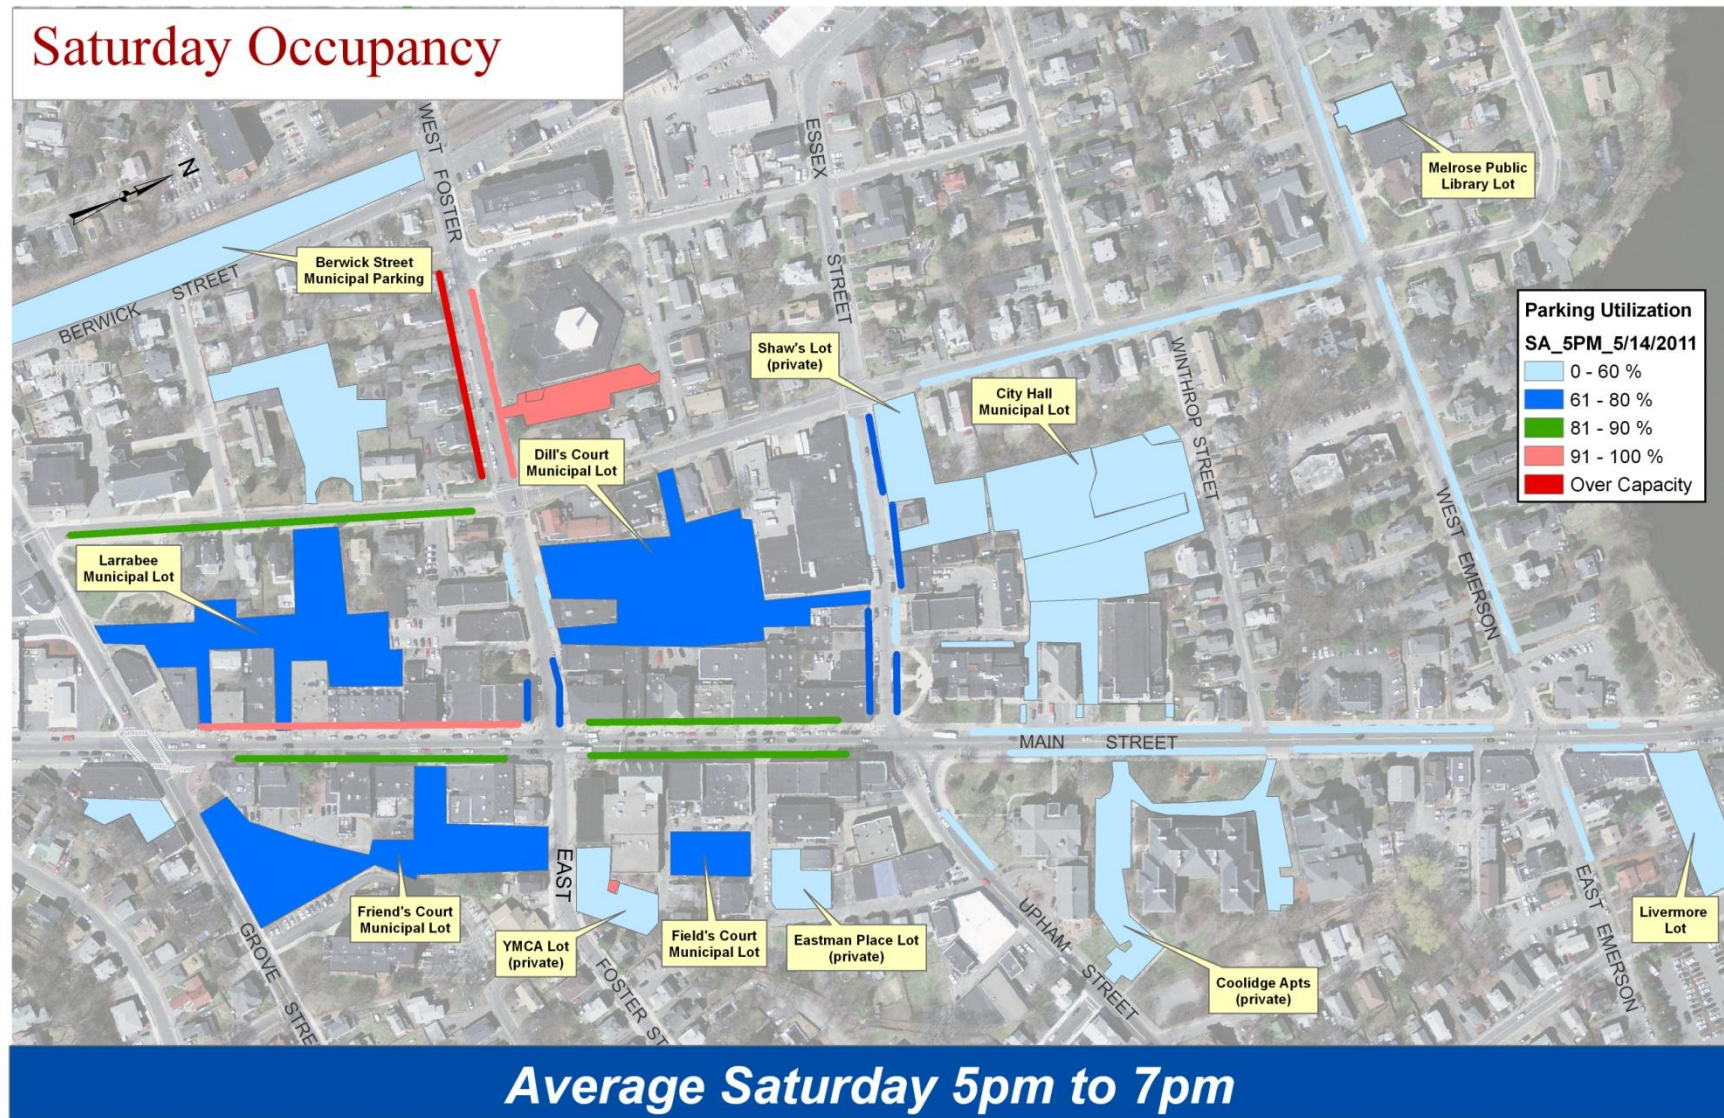 Saturday Occupancy
WEST FOSTER
ESSEX
STREET
N
Melrose Public
Library Lot
Berwick Street
Municipal Parking
BERWICK STREET
Parking Utilization
SA_5PM_5/14/2011
0 - 60 %
61 - 80 %
81 - 90 %
91 - 100 %
Over Capacity
Shaw's Lot
(private)
City Hall
Municipal Lot
WINTHROP STREET
Dill's Court
Municipal Lot
WEST EMERSON
Larrabee
Municipal Lot
MAIN STREET
EAST
FOSTER ST
Friend's Court
Municipal Lot
GROVE STRE
YMCA Lot
(private)
Field's Court
Municipal Lot
Eastman Place Lot
(private)
UPHAM STREET
Coolidge Apts
(private)
EAST EMERSON
Livermore
Lot
Average Saturday 5pm to 7pm